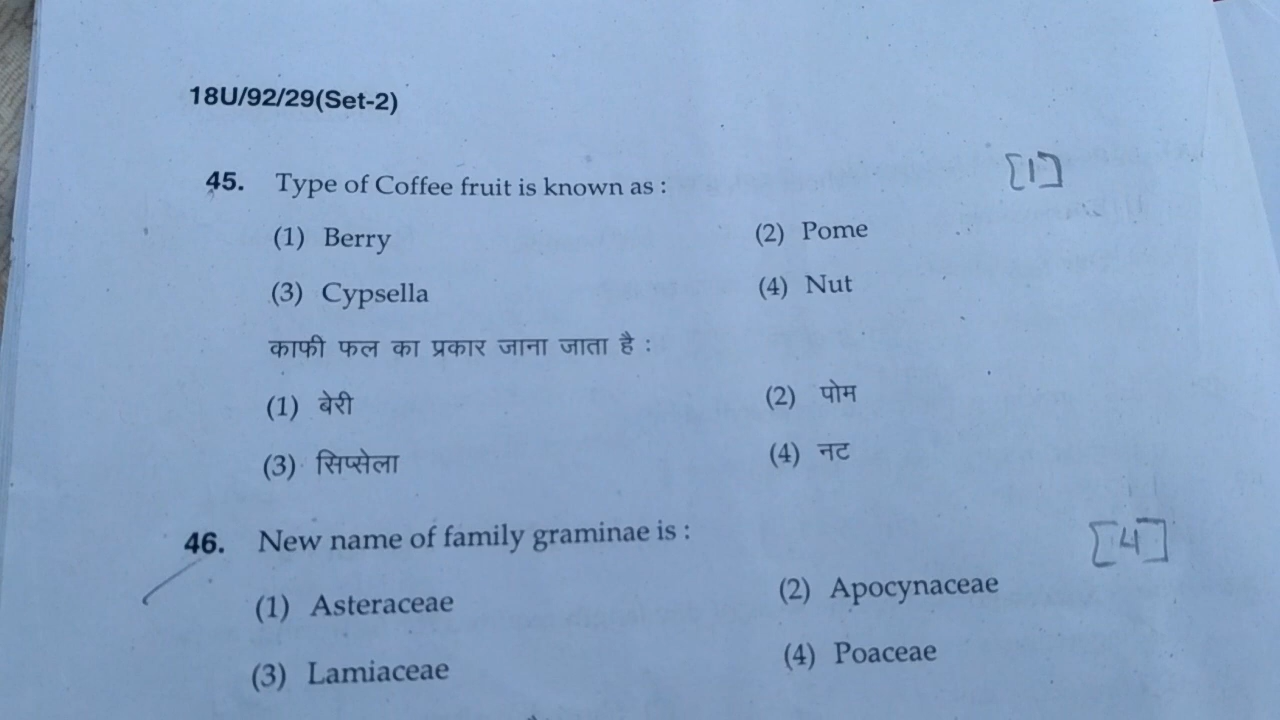 18U/92/29(Set-2)
45. Type of Coffee fruit is known as : [1]
(1) Berry (2) Pome
(3) Cypsella (4) Nut
काफी फल का प्रकार जाना जाता है :
(1) बेरी (2) पोम
(3) सिप्सेला (4) नट
46. New name of family graminae is : [4]
(1) Asteraceae (2) Apocynaceae
(3) Lamiaceae (4) Poaceae